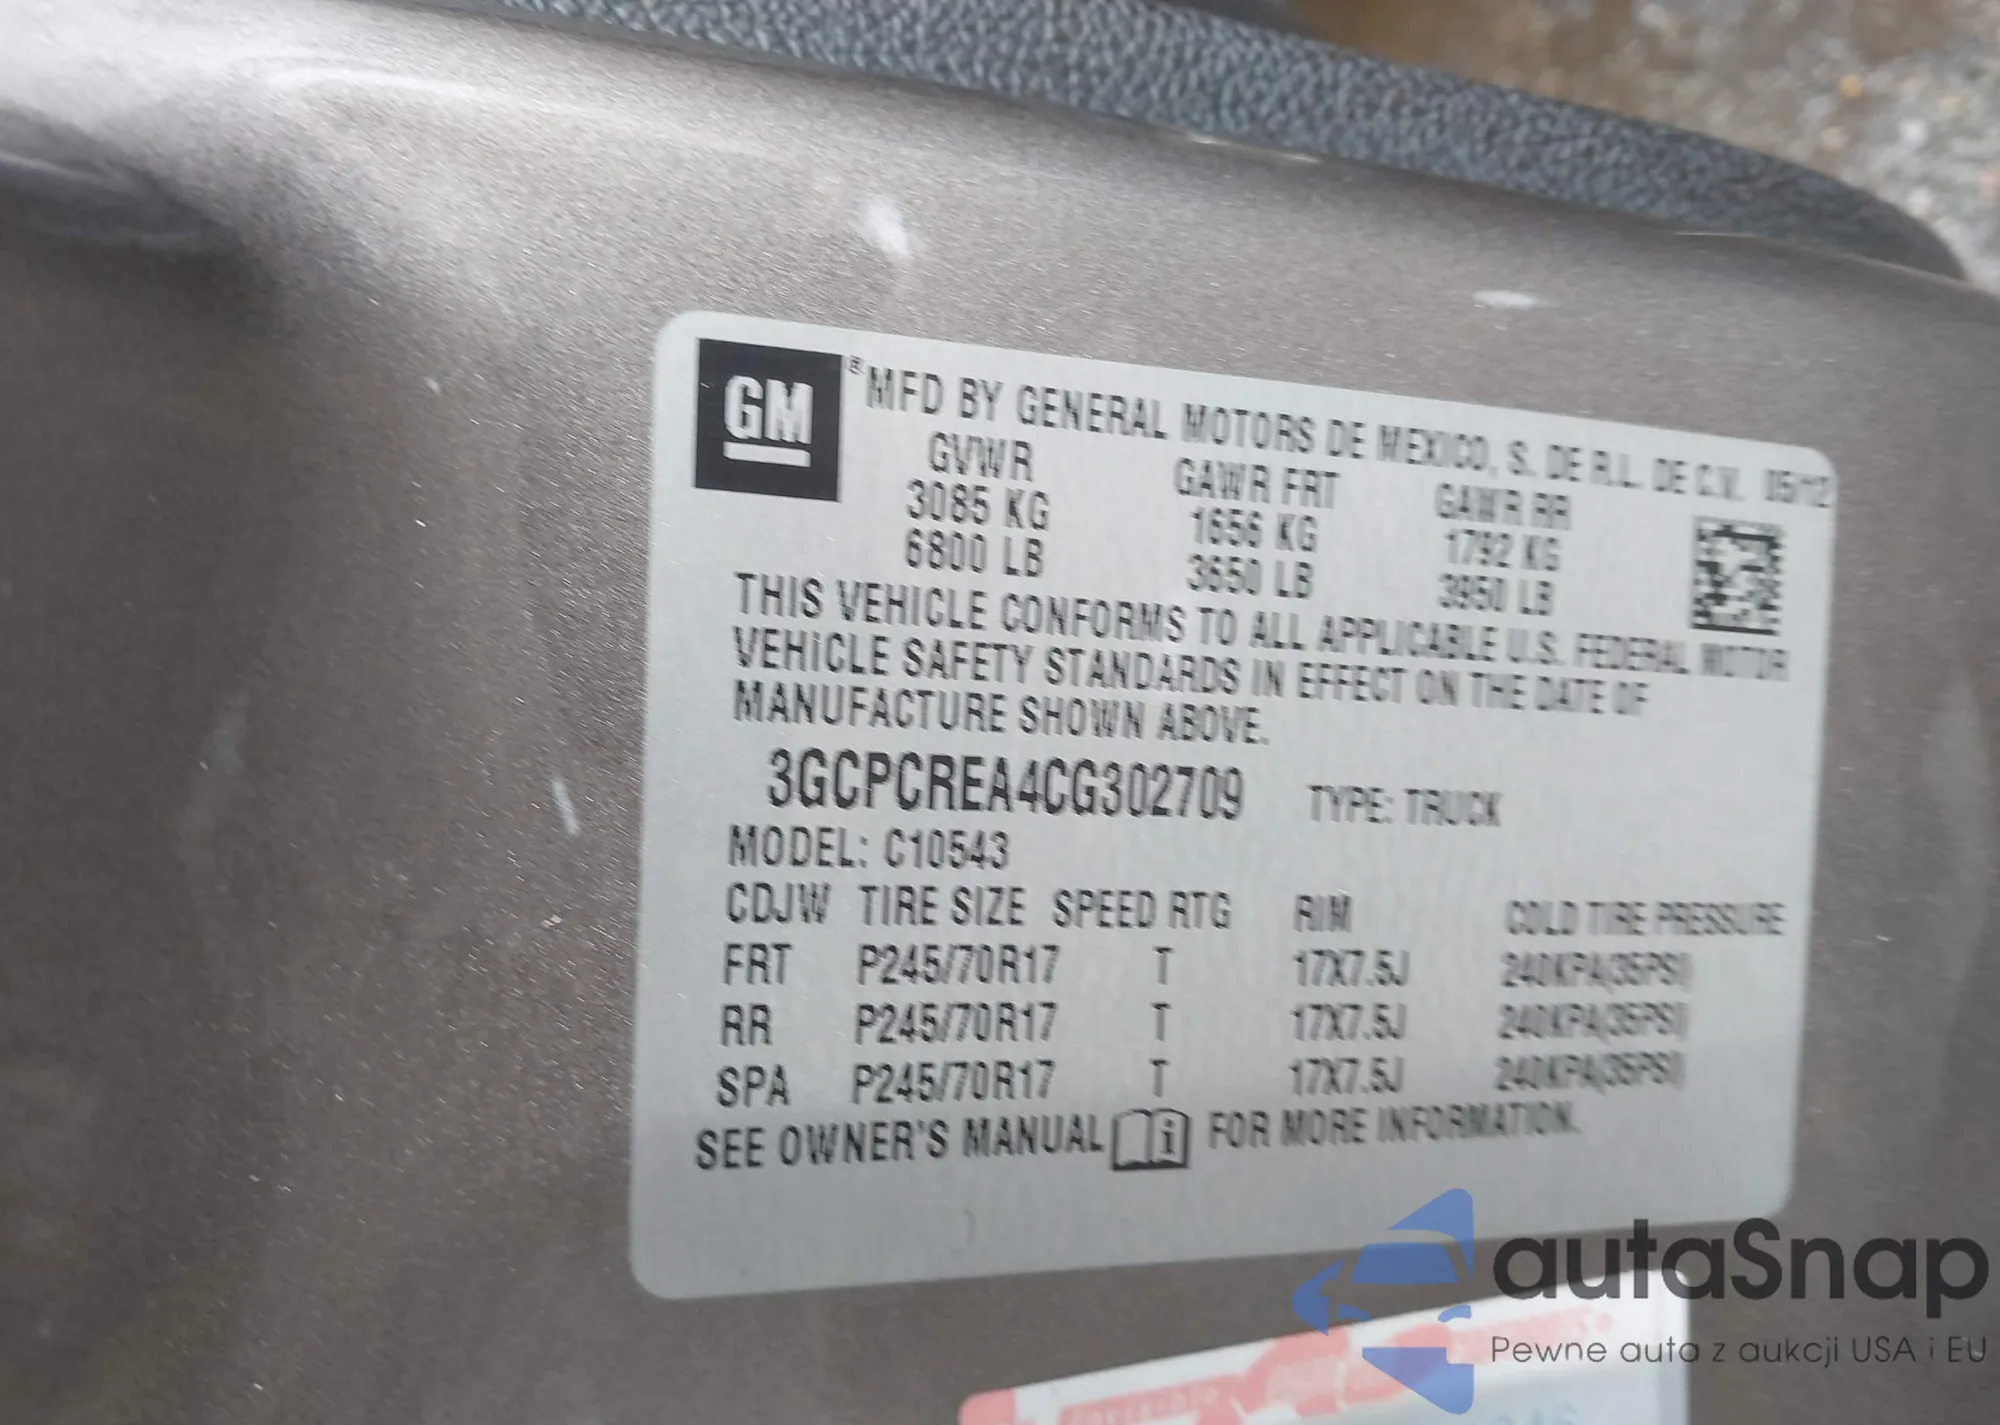 GM ® MFD BY GENERAL MOTORS DE MEXICO, S. DE R.L. DE C.V. 05/12
GVWR GAWR FRT GAWR RR
3085 KG 1656 KG 1792 KG
6800 LB 3650 LB 3950 LB
THIS VEHICLE CONFORMS TO ALL APPLICABLE U.S. FEDERAL MOTOR
VEHICLE SAFETY STANDARDS IN EFFECT ON THE DATE OF
MANUFACTURE SHOWN ABOVE.
3GCPCREA4CG302709 TYPE: TRUCK
MODEL: C10543
CDJW TIRE SIZE SPEED RTG RIM COLD TIRE PRESSURE
FRT P245/70R17 T 17X7.5J 240KPA(35PSI)
RR P245/70R17 T 17X7.5J 240KPA(35PSI)
SPA P245/70R17 T 17X7.5J 240KPA(35PSI)
SEE OWNER'S MANUAL i FOR MORE INFORMATION.
autaSnap
Pewne auta z aukcji USA i EU